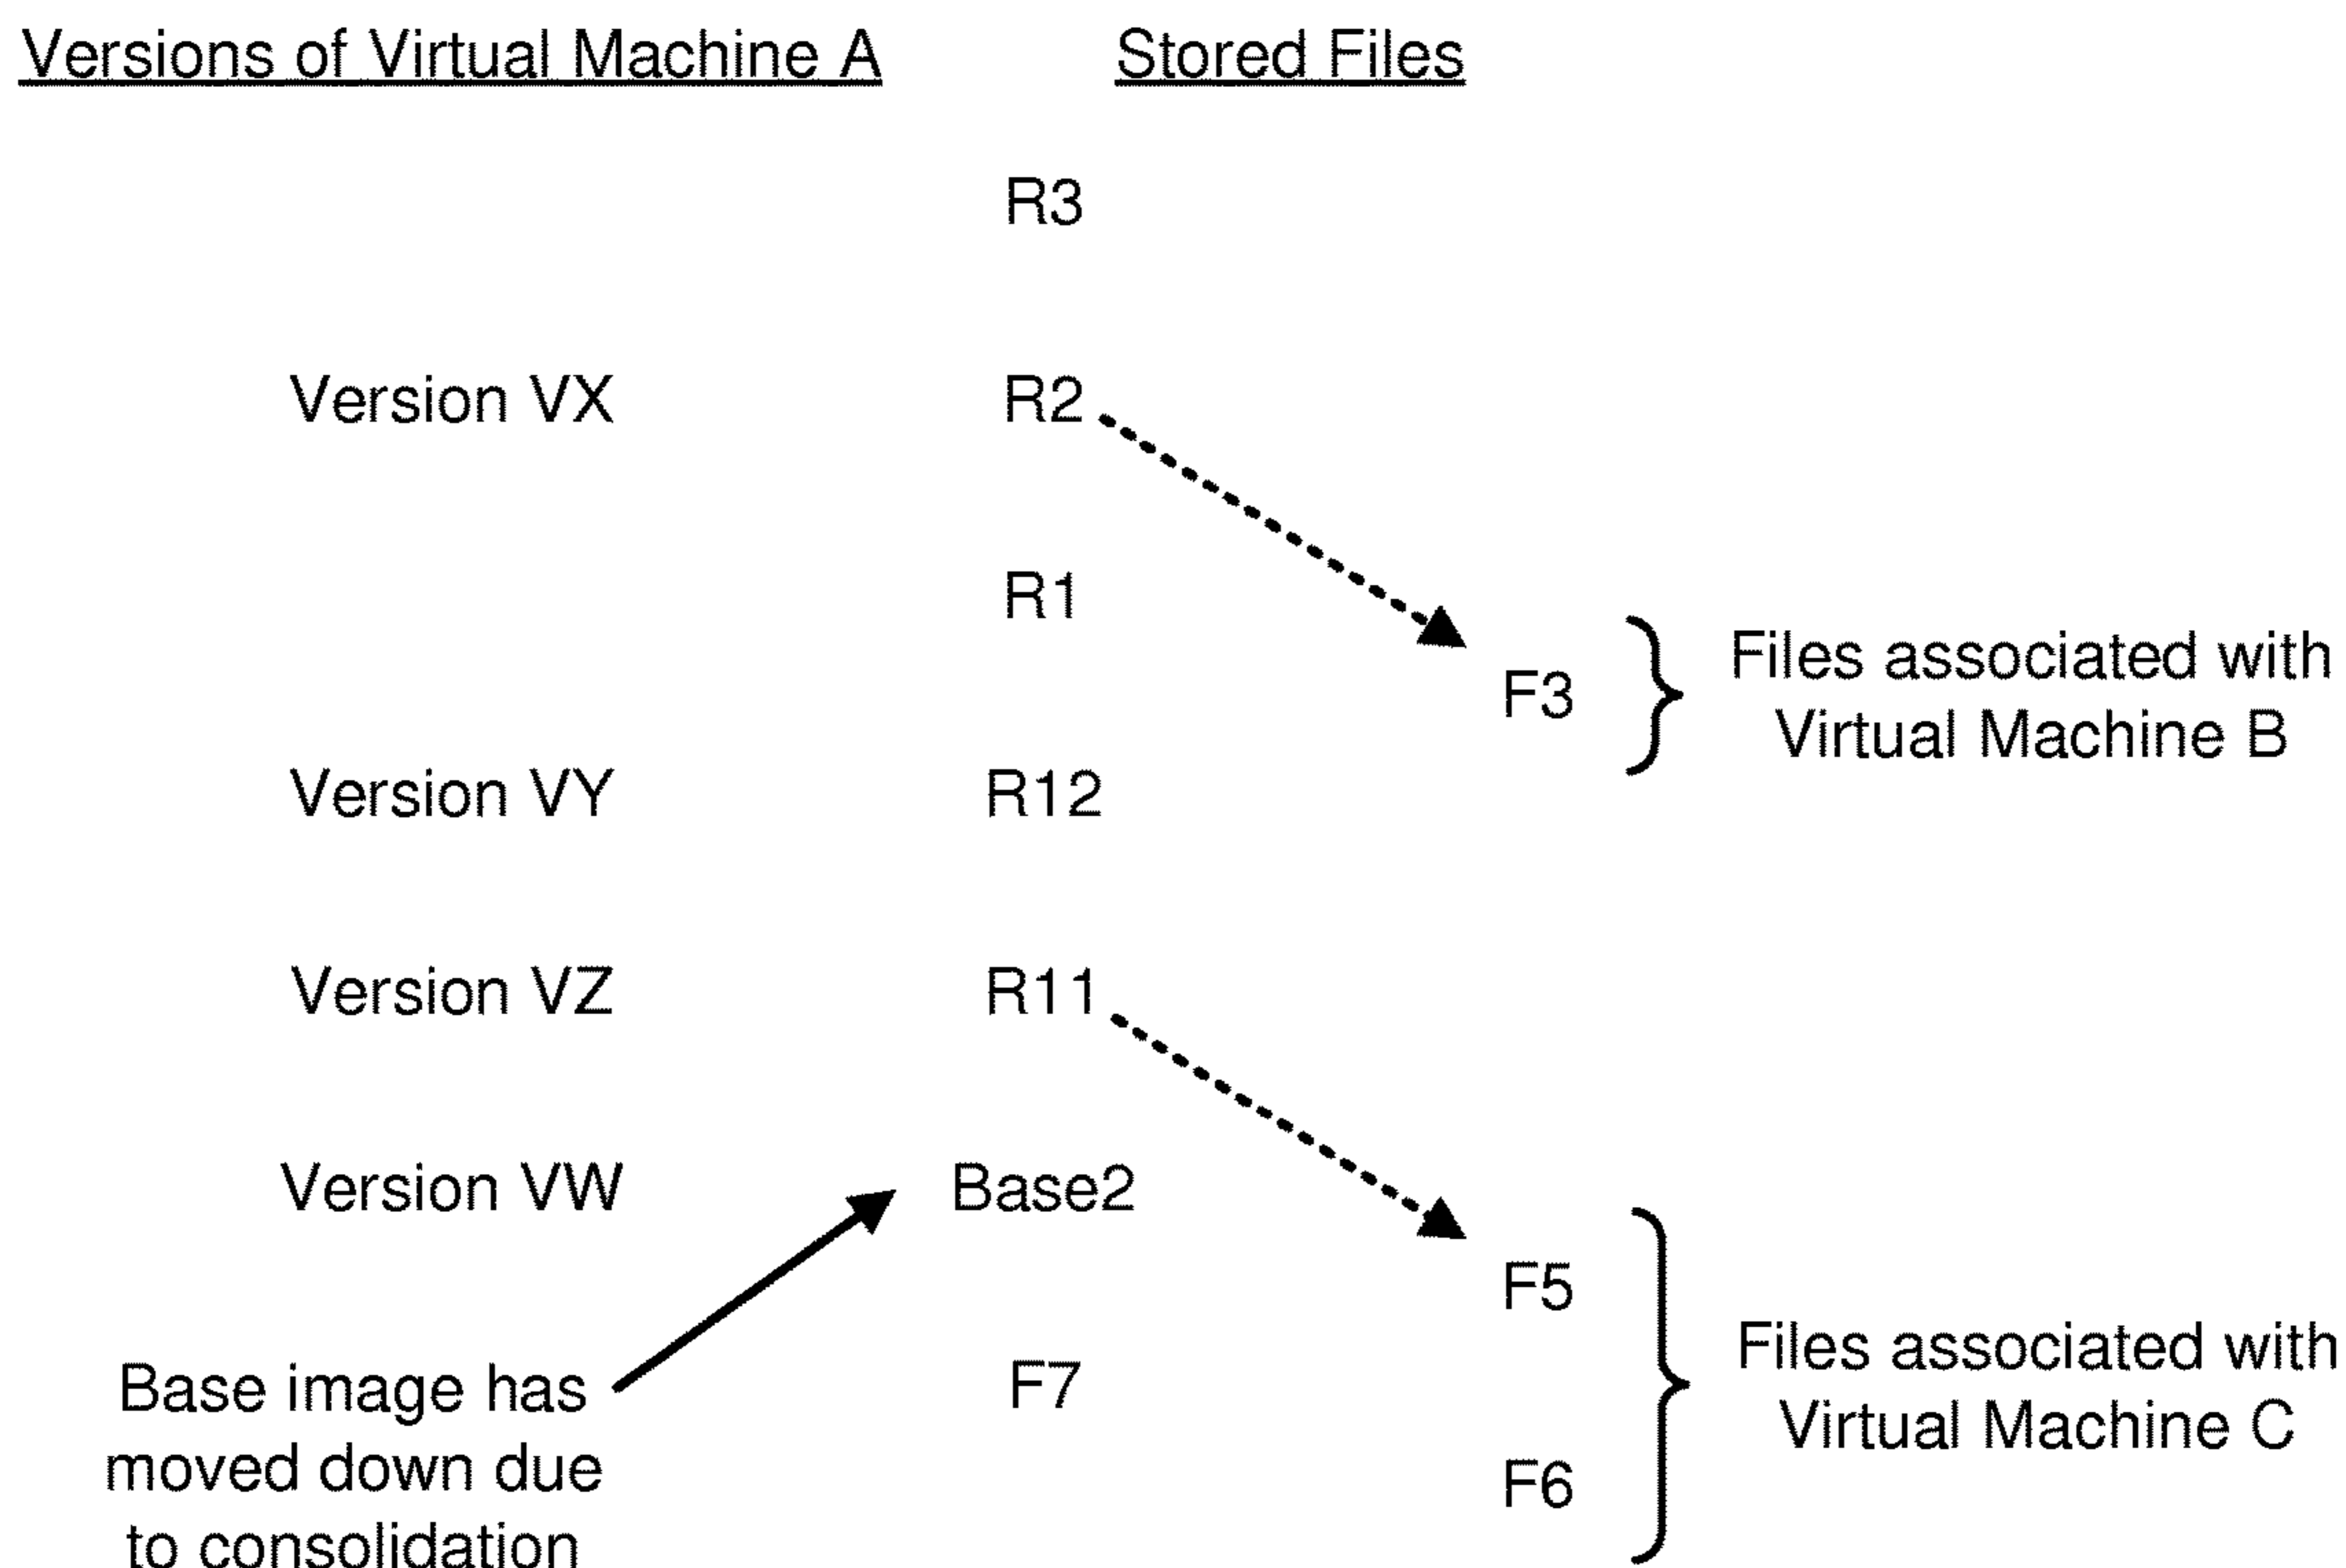 Versions of Virtual Machine A
Stored Files
R3
Version VX
R2
R1
Files associated with
Virtual Machine B
F3
Version VY
R12
Version VZ
R11
Version VW
Base2
F5
Base image has
moved down due
to consolidation
F7
Files associated with
Virtual Machine C
F6